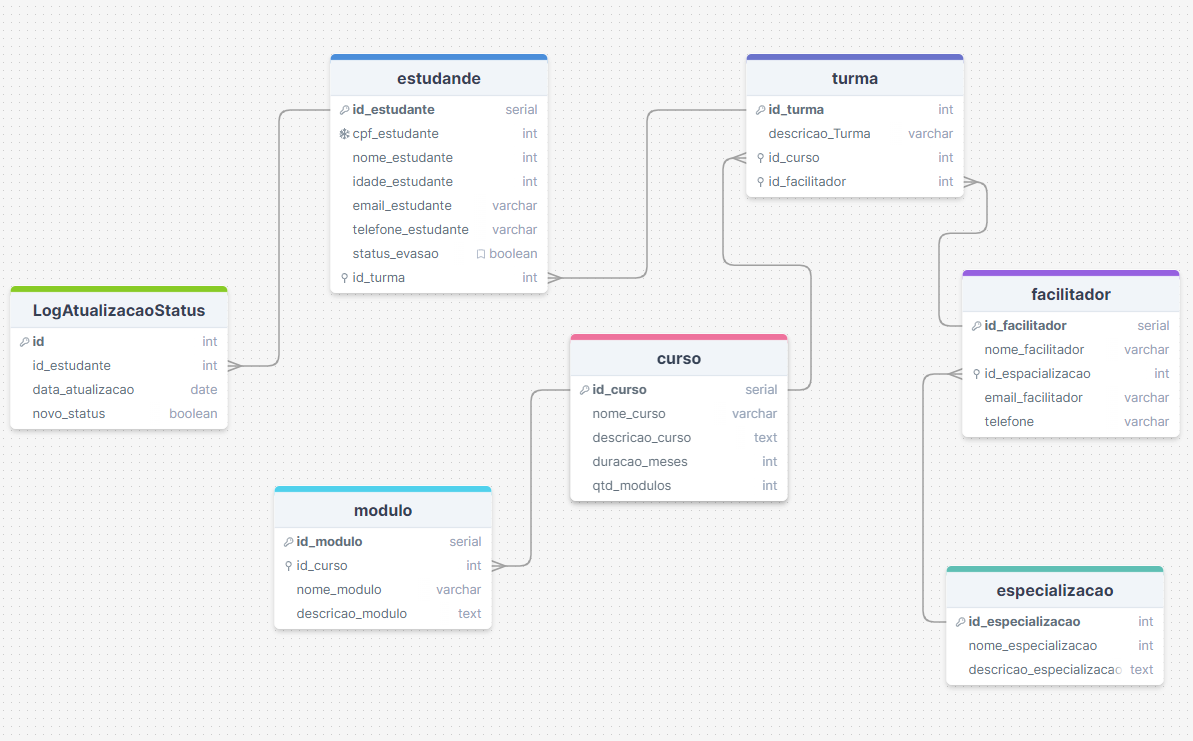 estudande
id_estudante serial
cpf_estudante int
nome_estudante int
idade_estudante int
email_estudante varchar
telefone_estudante varchar
status_evasao boolean
id_turma int
turma
id_turma int
descricao_Turma varchar
id_curso int
id_facilitador int
LogAtualizacaoStatus
id int
id_estudante int
data_atualizacao date
novo_status boolean
facilitador
id_facilitador serial
nome_facilitador varchar
id_espacialização int
email_facilitador varchar
telefone varchar
curso
id_curso serial
nome_curso varchar
descricao_curso text
duracao_meses int
qtd_modulos int
modulo
id_modulo serial
id_curso int
nome_modulo varchar
descricao_modulo text
especializacao
id_especializacao int
nome_especializacao int
descricao_especializacao text